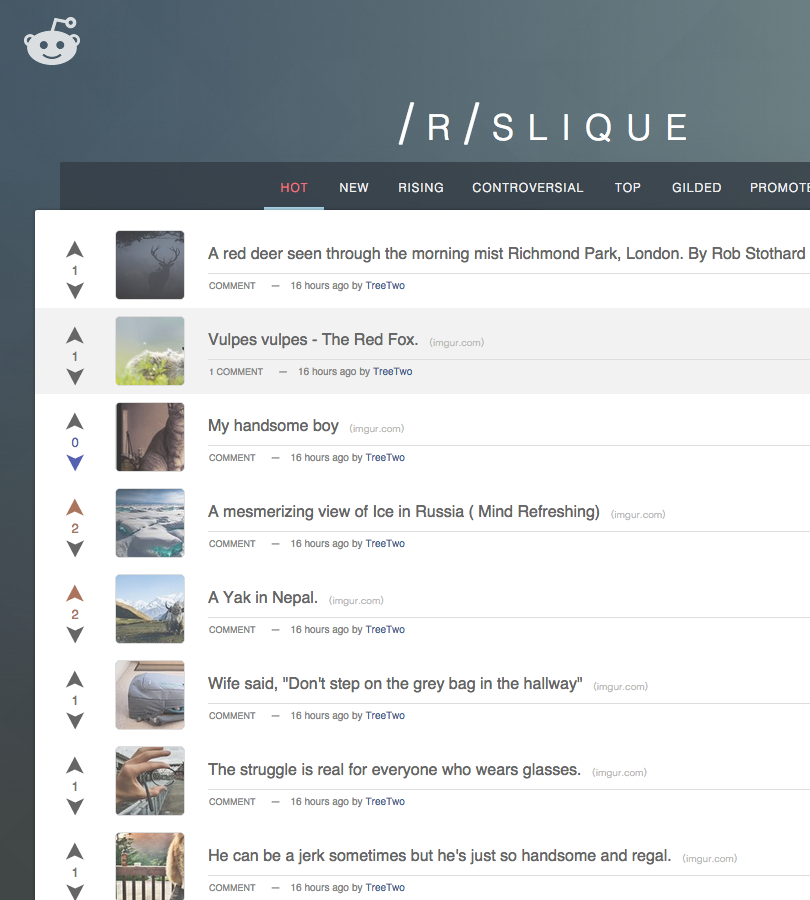 /R/SLIQUE
HOT NEW RISING CONTROVERSIAL TOP GILDED PROMOTE
1
A red deer seen through the morning mist Richmond Park, London. By Rob Stothard
COMMENT — 16 hours ago by TreeTwo
1
Vulpes vulpes - The Red Fox. (imgur.com)
1 COMMENT — 16 hours ago by TreeTwo
0
My handsome boy (imgur.com)
COMMENT — 16 hours ago by TreeTwo
2
A mesmerizing view of Ice in Russia ( Mind Refreshing) (imgur.com)
COMMENT — 16 hours ago by TreeTwo
2
A Yak in Nepal. (imgur.com)
COMMENT — 16 hours ago by TreeTwo
1
Wife said, "Don't step on the grey bag in the hallway" (imgur.com)
COMMENT — 16 hours ago by TreeTwo
1
The struggle is real for everyone who wears glasses. (imgur.com)
COMMENT — 16 hours ago by TreeTwo
1
He can be a jerk sometimes but he's just so handsome and regal. (imgur.com)
COMMENT — 16 hours ago by TreeTwo